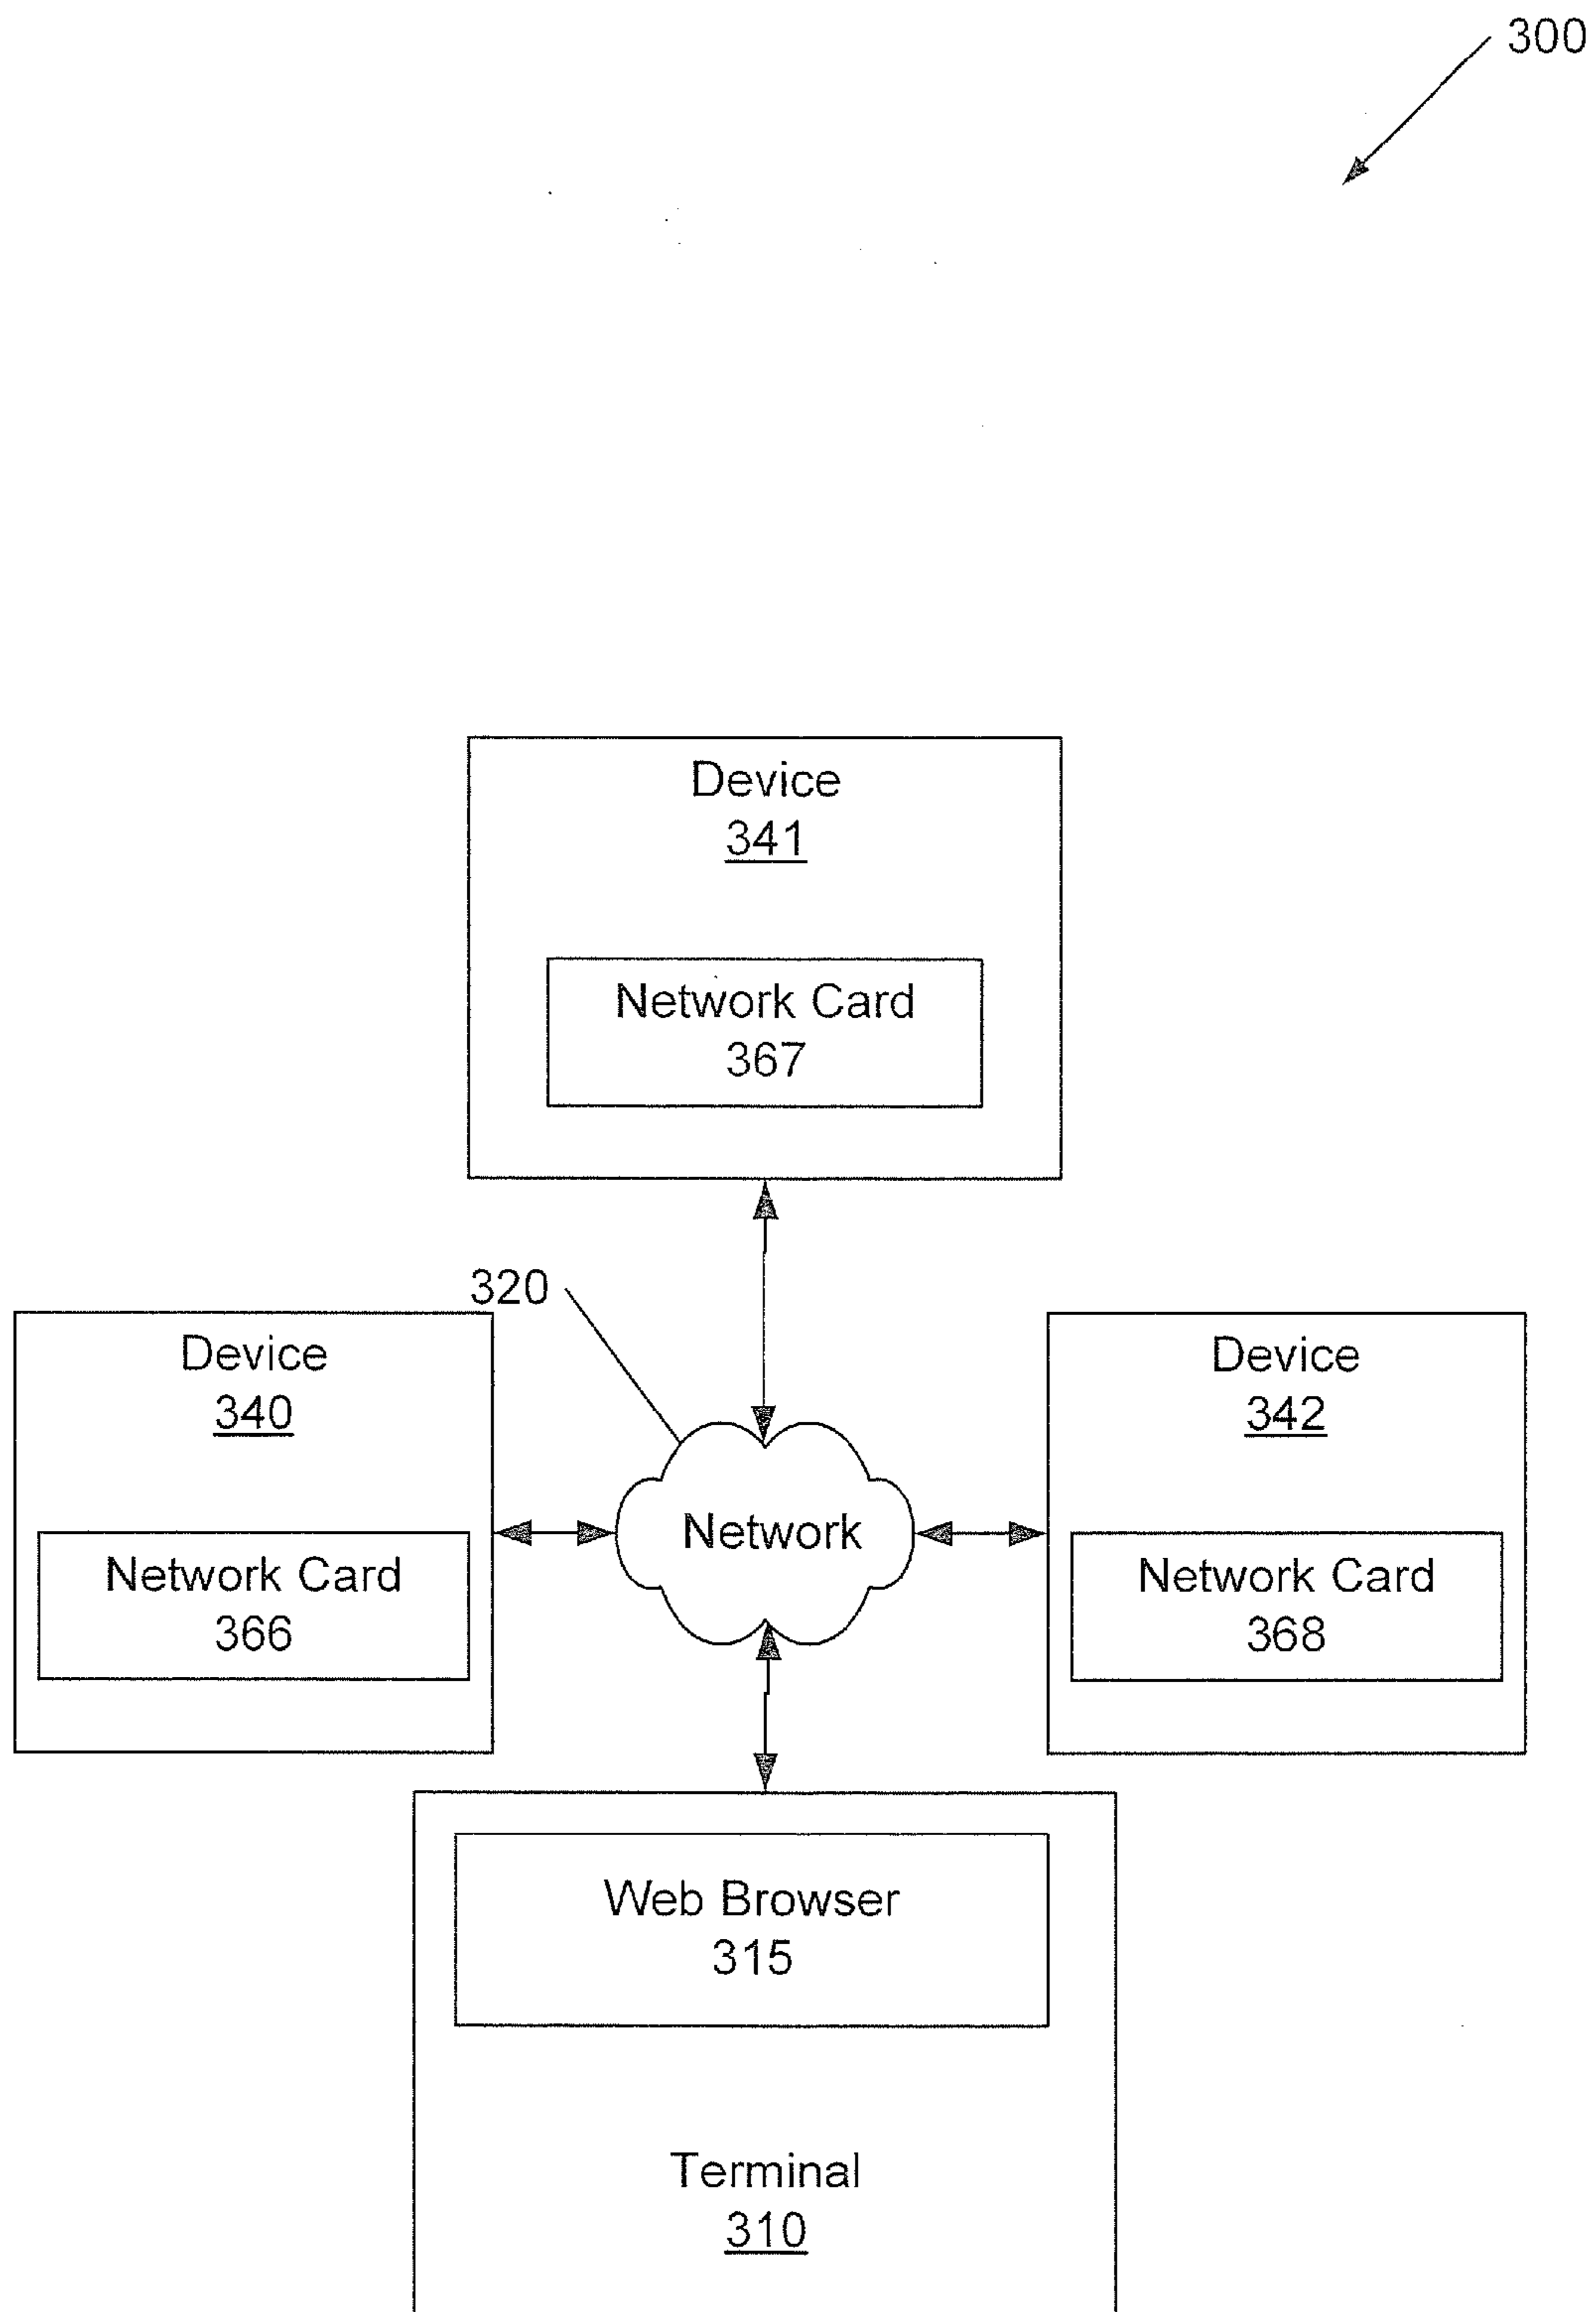 300
Device
341
Network Card
367
320
Device
340
Network Card
366
Network
Device
342
Network Card
368
Web Browser
315
Terminal
310